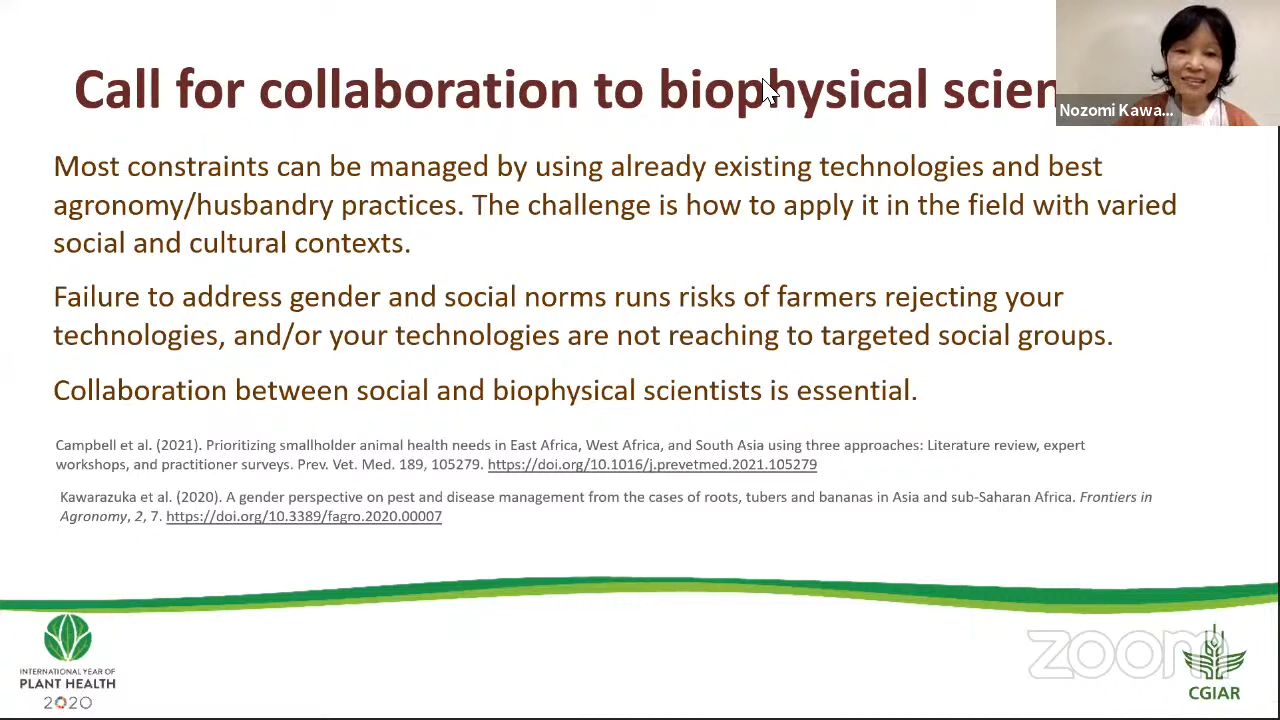 Call for collaboration to biophysical scien
Nozomi Kawa...
Most constraints can be managed by using already existing technologies and best
agronomy/husbandry practices. The challenge is how to apply it in the field with varied
social and cultural contexts.
Failure to address gender and social norms runs risks of farmers rejecting your
technologies, and/or your technologies are not reaching to targeted social groups.
Collaboration between social and biophysical scientists is essential.
Campbell et al. (2021). Prioritizing smallholder animal health needs in East Africa, West Africa, and South Asia using three approaches: Literature review, expert
workshops, and practitioner surveys. Prev. Vet. Med. 189, 105279. https://doi.org/10.1016/j.prevetmed.2021.105279
Kawarazuka et al. (2020). A gender perspective on pest and disease management from the cases of roots, tubers and bananas in Asia and sub-Saharan Africa. Frontiers in
Agronomy, 2, 7. https://doi.org/10.3389/fagro.2020.00007
INTERNATIONAL YEAR OF
PLANT HEALTH
2020
zoom
CGIAR